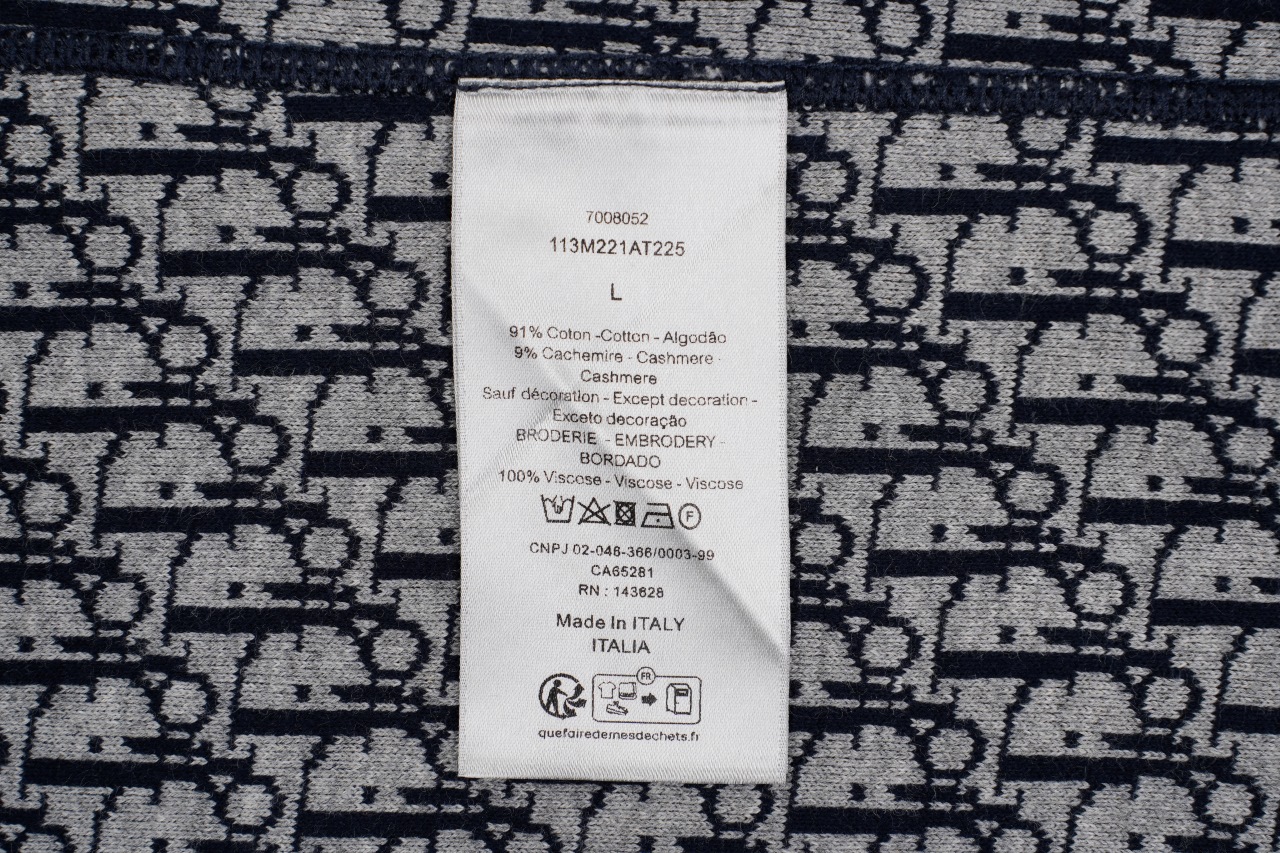 7008052
113M221AT225
L
91% Coton -Cotton - Algodão
9% Cachemire - Cashmere -
Cashmere
Sauf décoration - Except decoration -
Exceto decoração
BRODERIE - EMBRODERY -
BORDADO
100% Viscose - Viscose - Viscose
F
CNPJ 02-046-366/0003-99
CA65281
RN : 143628
Made In ITALY
ITALIA
FR
quefairedemesdechets.fr